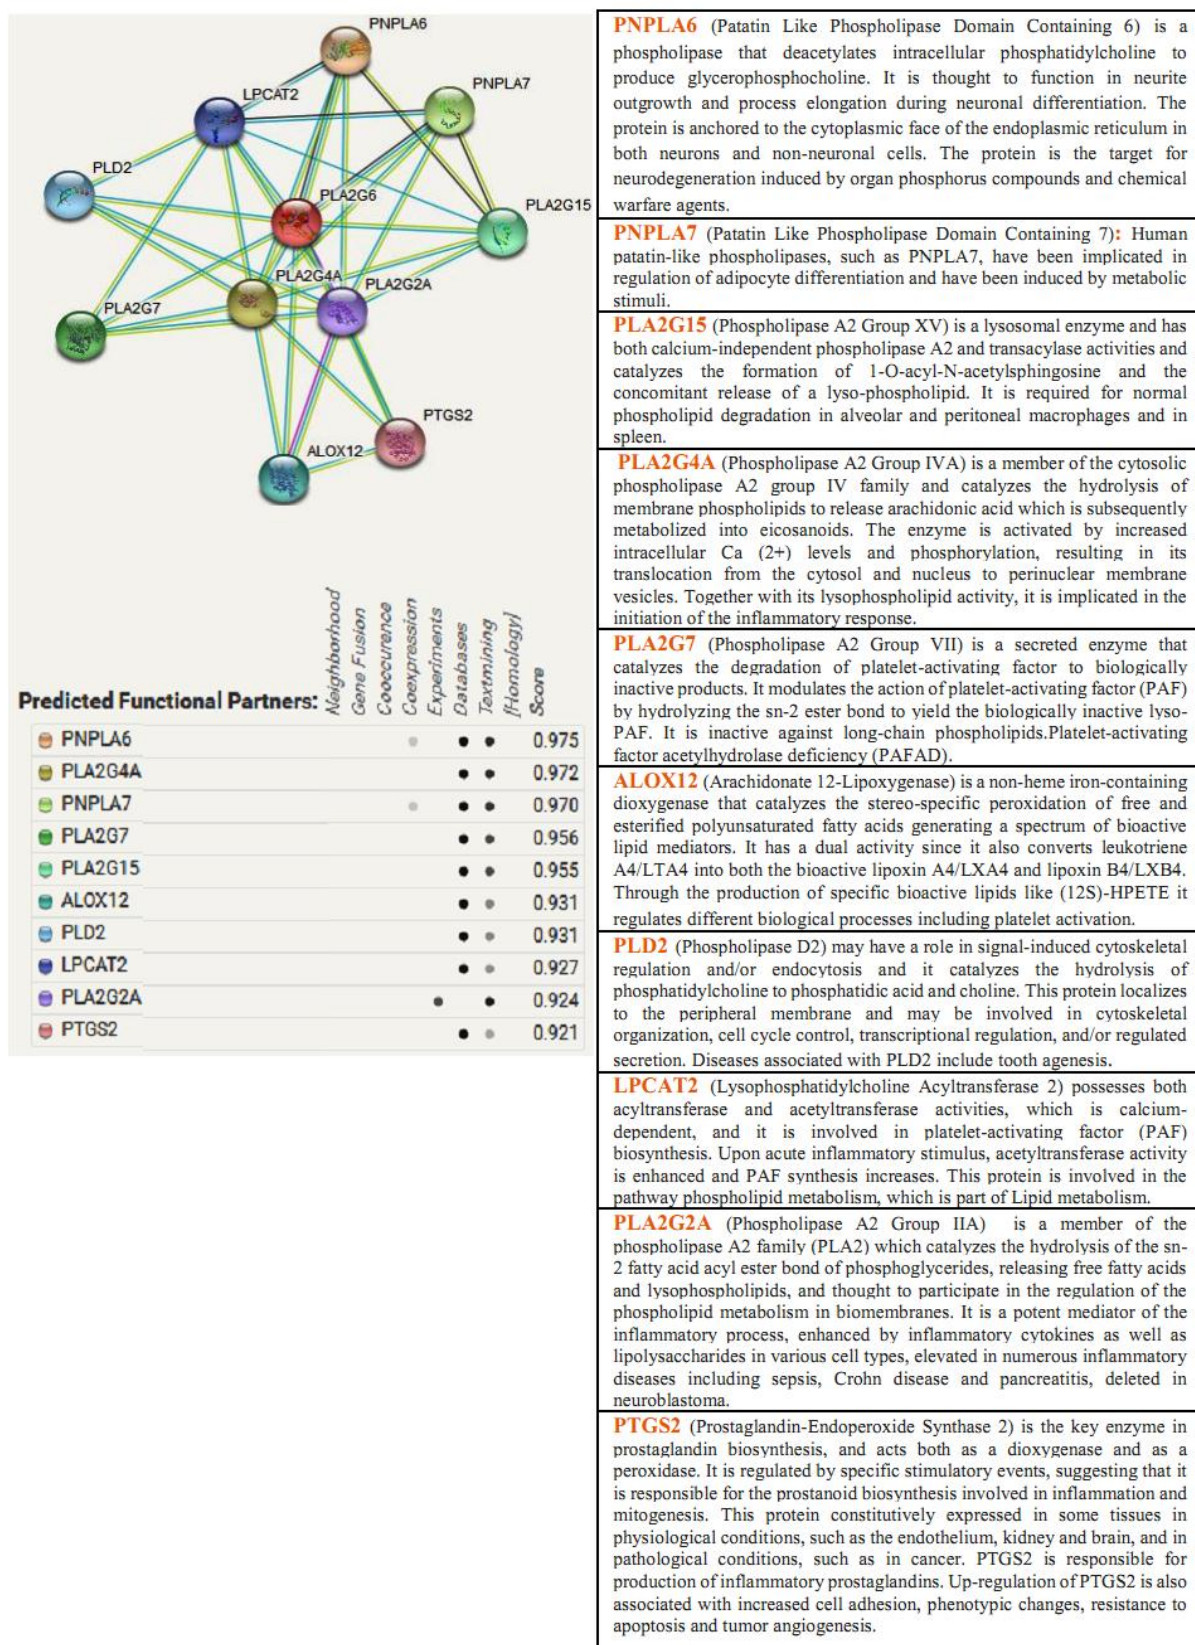 PNPLA6
PNPLA7
LPCAT2
PLD2
PLA2G6
PLA2G15
PLA2G4A
PLA2G2A
PLA2G7
PTGS2
ALOX12
Neighborhood
Gene Fusion
Cooccurence
Coexpression
Experiments
Databases
Textmining
[Homology]
Score
Predicted Functional Partners:
PNPLA6 0.975
PLA2G4A 0.972
PNPLA7 0.970
PLA2G7 0.956
PLA2G15 0.955
ALOX12 0.931
PLD2 0.931
LPCAT2 0.927
PLA2G2A 0.924
PTGS2 0.921
PNPLA6 (Patatin Like Phospholipase Domain Containing 6) is a
phospholipase that deacetylates intracellular phosphatidylcholine to
produce glycerophosphocholine. It is thought to function in neurite
outgrowth and process elongation during neuronal differentiation. The
protein is anchored to the cytoplasmic face of the endoplasmic reticulum in
both neurons and non-neuronal cells. The protein is the target for
neurodegeneration induced by organ phosphorus compounds and chemical
warfare agents.
PNPLA7 (Patatin Like Phospholipase Domain Containing 7): Human
patatin-like phospholipases, such as PNPLA7, have been implicated in
regulation of adipocyte differentiation and have been induced by metabolic
stimuli.
PLA2G15 (Phospholipase A2 Group XV) is a lysosomal enzyme and has
both calcium-independent phospholipase A2 and transacylase activities and
catalyzes the formation of 1-O-acyl-N-acetylsphingosine and the
concomitant release of a lyso-phospholipid. It is required for normal
phospholipid degradation in alveolar and peritoneal macrophages and in
spleen.
PLA2G4A (Phospholipase A2 Group IVA) is a member of the cytosolic
phospholipase A2 group IV family and catalyzes the hydrolysis of
membrane phospholipids to release arachidonic acid which is subsequently
metabolized into eicosanoids. The enzyme is activated by increased
intracellular Ca (2+) levels and phosphorylation, resulting in its
translocation from the cytosol and nucleus to perinuclear membrane
vesicles. Together with its lysophospholipid activity, it is implicated in the
initiation of the inflammatory response.
PLA2G7 (Phospholipase A2 Group VII) is a secreted enzyme that
catalyzes the degradation of platelet-activating factor to biologically
inactive products. It modulates the action of platelet-activating factor (PAF)
by hydrolyzing the sn-2 ester bond to yield the biologically inactive lyso-
PAF. It is inactive against long-chain phospholipids.Platelet-activating
factor acetylhydrolase deficiency (PAFAD).
ALOX12 (Arachidonate 12-Lipoxygenase) is a non-heme iron-containing
dioxygenase that catalyzes the stereo-specific peroxidation of free and
esterified polyunsaturated fatty acids generating a spectrum of bioactive
lipid mediators. It has a dual activity since it also converts leukotriene
A4/LTA4 into both the bioactive lipoxin A4/LXA4 and lipoxin B4/LXB4.
Through the production of specific bioactive lipids like (12S)-HPETE it
regulates different biological processes including platelet activation.
PLD2 (Phospholipase D2) may have a role in signal-induced cytoskeletal
regulation and/or endocytosis and it catalyzes the hydrolysis of
phosphatidylcholine to phosphatidic acid and choline. This protein localizes
to the peripheral membrane and may be involved in cytoskeletal
organization, cell cycle control, transcriptional regulation, and/or regulated
secretion. Diseases associated with PLD2 include tooth agenesis.
LPCAT2 (Lysophosphatidylcholine Acyltransferase 2) possesses both
acyltransferase and acetyltransferase activities, which is calcium-
dependent, and it is involved in platelet-activating factor (PAF)
biosynthesis. Upon acute inflammatory stimulus, acetyltransferase activity
is enhanced and PAF synthesis increases. This protein is involved in the
pathway phospholipid metabolism, which is part of Lipid metabolism.
PLA2G2A (Phospholipase A2 Group IIA) is a member of the
phospholipase A2 family (PLA2) which catalyzes the hydrolysis of the sn-
2 fatty acid acyl ester bond of phosphoglycerides, releasing free fatty acids
and lysophospholipids, and thought to participate in the regulation of the
phospholipid metabolism in biomembranes. It is a potent mediator of the
inflammatory process, enhanced by inflammatory cytokines as well as
lipolysaccharides in various cell types, elevated in numerous inflammatory
diseases including sepsis, Crohn disease and pancreatitis, deleted in
neuroblastoma.
PTGS2 (Prostaglandin-Endoperoxide Synthase 2) is the key enzyme in
prostaglandin biosynthesis, and acts both as a dioxygenase and as a
peroxidase. It is regulated by specific stimulatory events, suggesting that it
is responsible for the prostanoid biosynthesis involved in inflammation and
mitogenesis. This protein constitutively expressed in some tissues in
physiological conditions, such as the endothelium, kidney and brain, and in
pathological conditions, such as in cancer. PTGS2 is responsible for
production of inflammatory prostaglandins. Up-regulation of PTGS2 is also
associated with increased cell adhesion, phenotypic changes, resistance to
apoptosis and tumor angiogenesis.